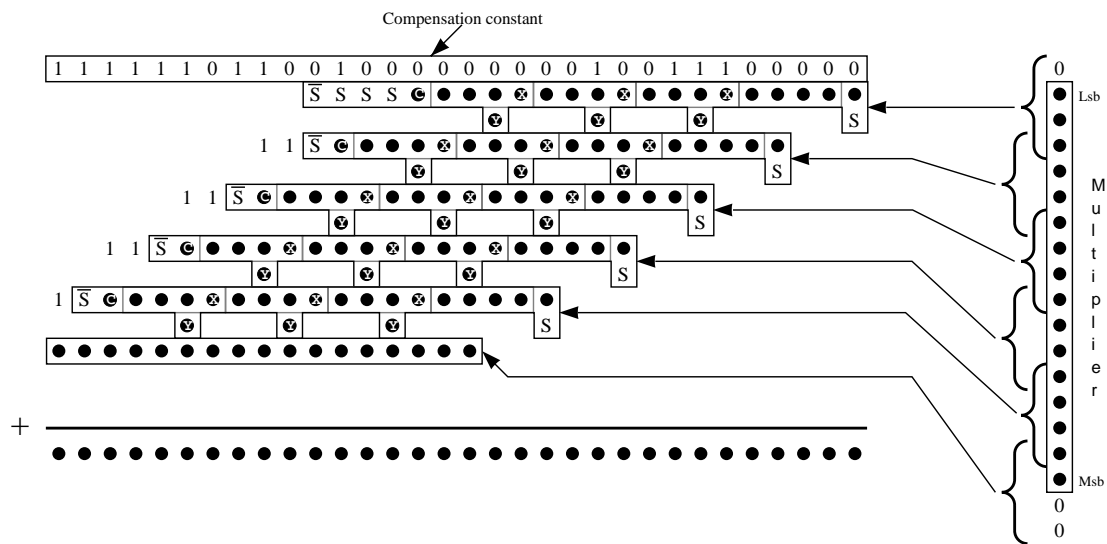 Compensation constant
1 1 1 1 1 1 0 1 1 0 0 1 0 0 0 0 0 0 0 0 0 1 0 0 1 1 1 0 0 0 0 0
0
S̅ S S S C X X X
Lsb
Y Y Y S
1 1 S̅ C X X X
Y Y Y S
1 1 S̅ C X X X
Y Y Y S
1 1 S̅ C X X X
Y Y Y S
1 S̅ C X X X
Y Y Y S
Multiplier
+
Msb
0
0